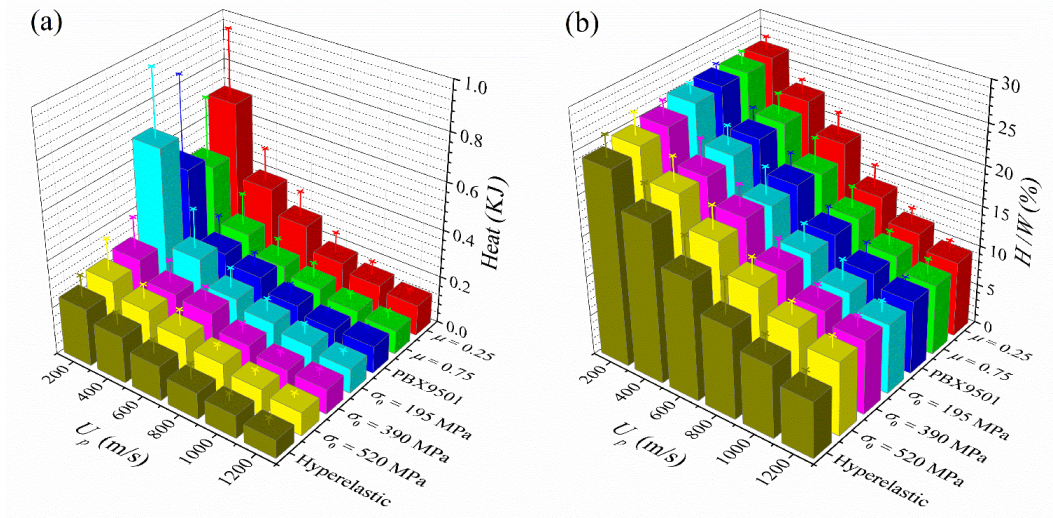 (a)
1.0
0.8
0.6
0.4
0.2
0.0
Heat (KJ)
200
400
600
800
1000
1200
U_p (m/s)
μ = 0.25
μ = 0.75
PBX9501
σ₀ = 195 MPa
σ₀ = 390 MPa
σ₀ = 520 MPa
Hyperelastic
(b)
30
25
20
15
10
5
0
H / W (%)
200
400
600
800
1000
1200
U_p (m/s)
μ = 0.25
μ = 0.75
PBX9501
σ₀ = 195 MPa
σ₀ = 390 MPa
σ₀ = 520 MPa
Hyperelastic